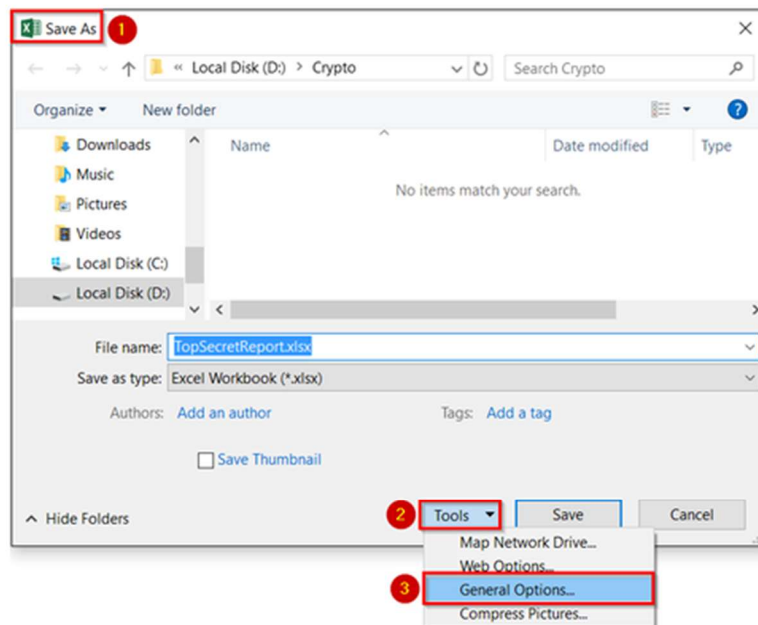 Save As 1
« Local Disk (D:) > Crypto
Search Crypto
Organize
New folder
?
Downloads
Music
Pictures
Videos
Local Disk (C:)
Local Disk (D:)
Name
Date modified
Type
No items match your search.
File name: TopSecretReport.xlsx
Save as type: Excel Workbook (*.xlsx)
Authors: Add an author
Tags: Add a tag
Save Thumbnail
Hide Folders
2 Tools
Save
Cancel
Map Network Drive...
Web Options...
3 General Options...
Compress Pictures...